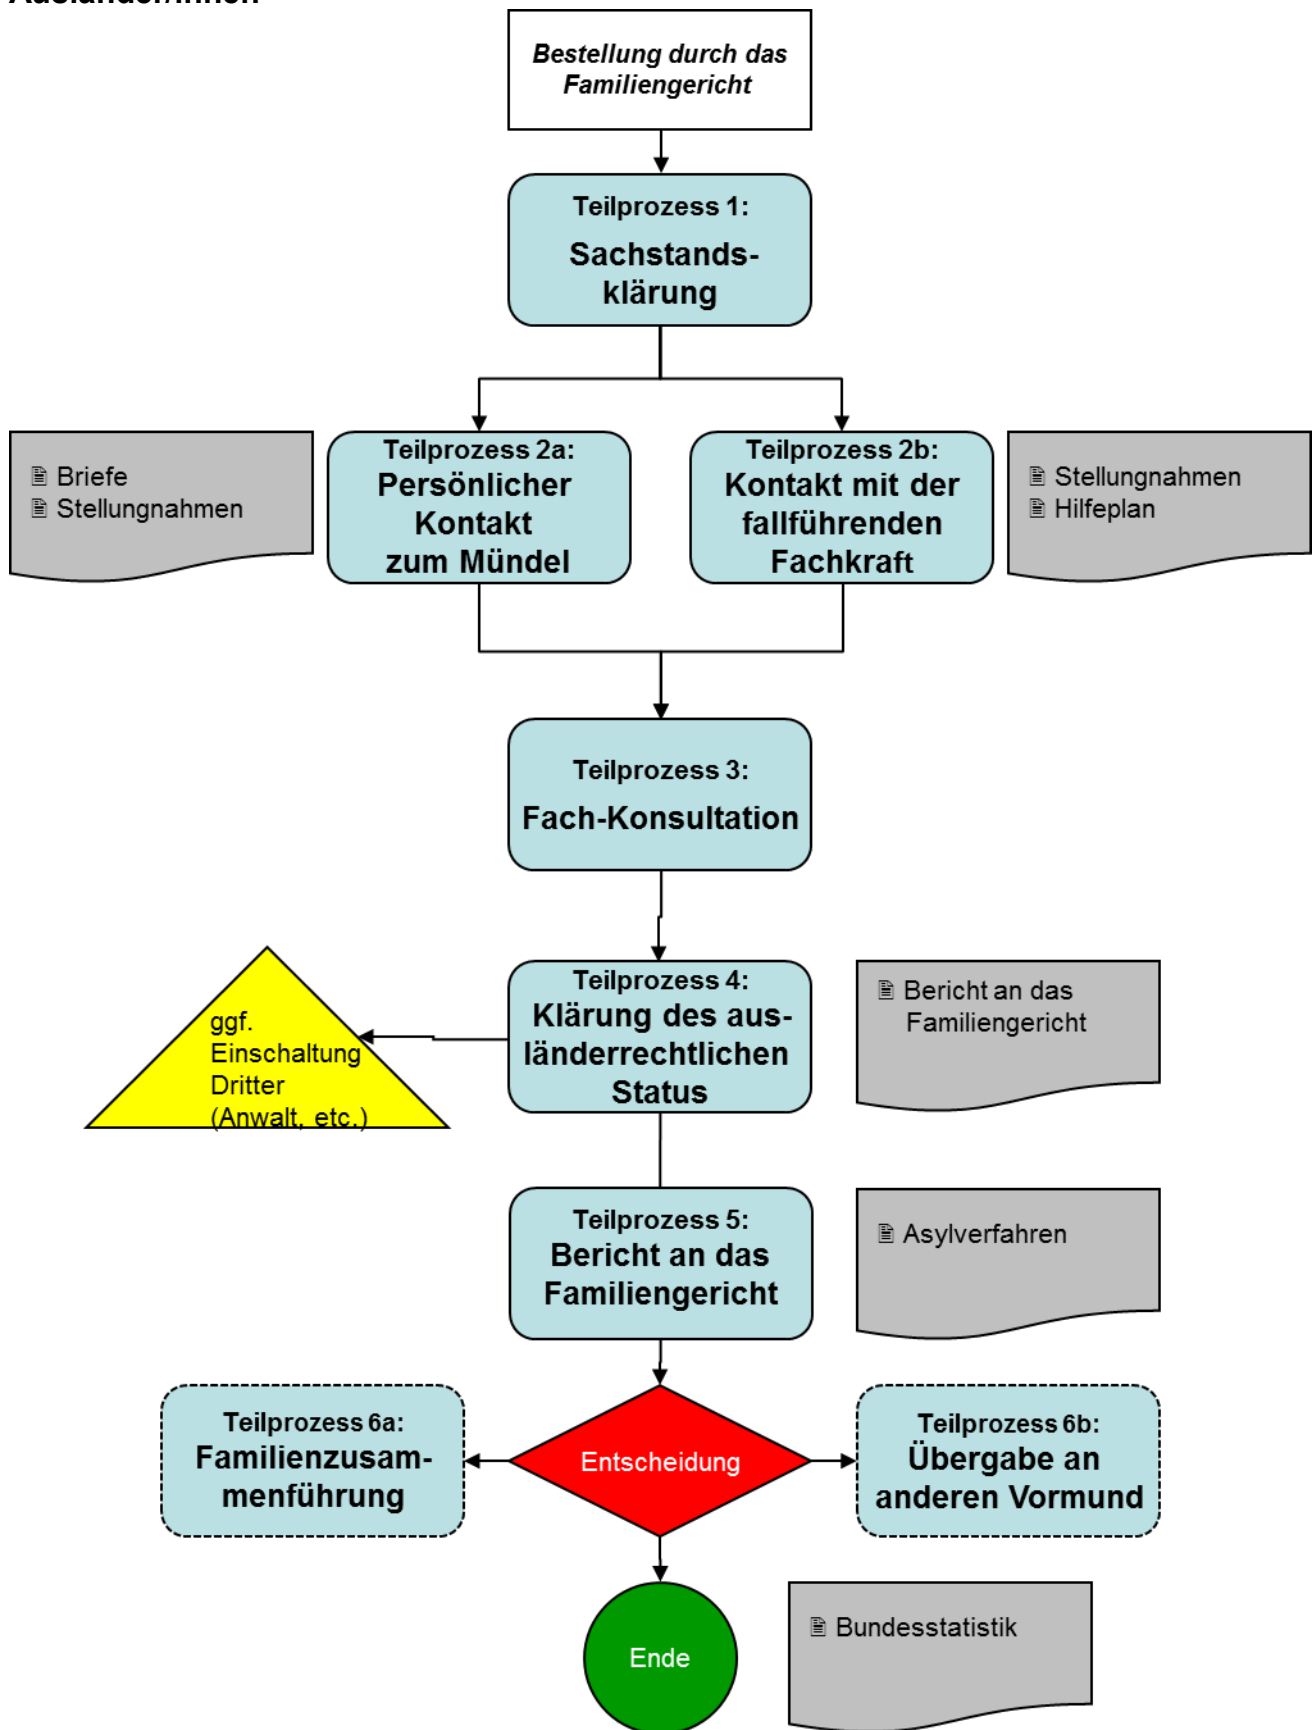 Ausländer/innen
Bestellung durch das
Familiengericht
Teilprozess 1:
Sachstands-
klärung
Briefe
Stellungnahmen
Teilprozess 2a:
Persönlicher
Kontakt
zum Mündel
Teilprozess 2b:
Kontakt mit der
fallführenden
Fachkraft
Stellungnahmen
Hilfeplan
Teilprozess 3:
Fach-Konsultation
ggf.
Einschaltung
Dritter
(Anwalt, etc.)
Teilprozess 4:
Klärung des aus-
länderrechtlichen
Status
Bericht an das
Familiengericht
Teilprozess 5:
Bericht an das
Familiengericht
Asylverfahren
Teilprozess 6a:
Familienzusam-
menführung
Entscheidung
Teilprozess 6b:
Übergabe an
anderen Vormund
Ende
Bundesstatistik